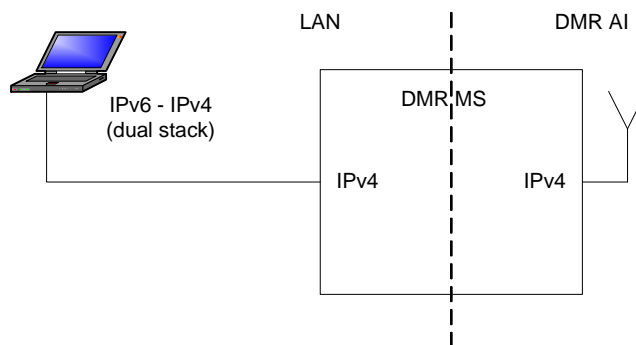 LAN
DMR AI
IPv6 - IPv4
(dual stack)
DMR MS
IPv4
IPv4